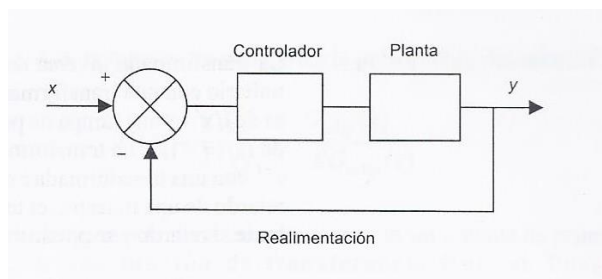 Controlador
Planta
x
+
y
−
Realimentación